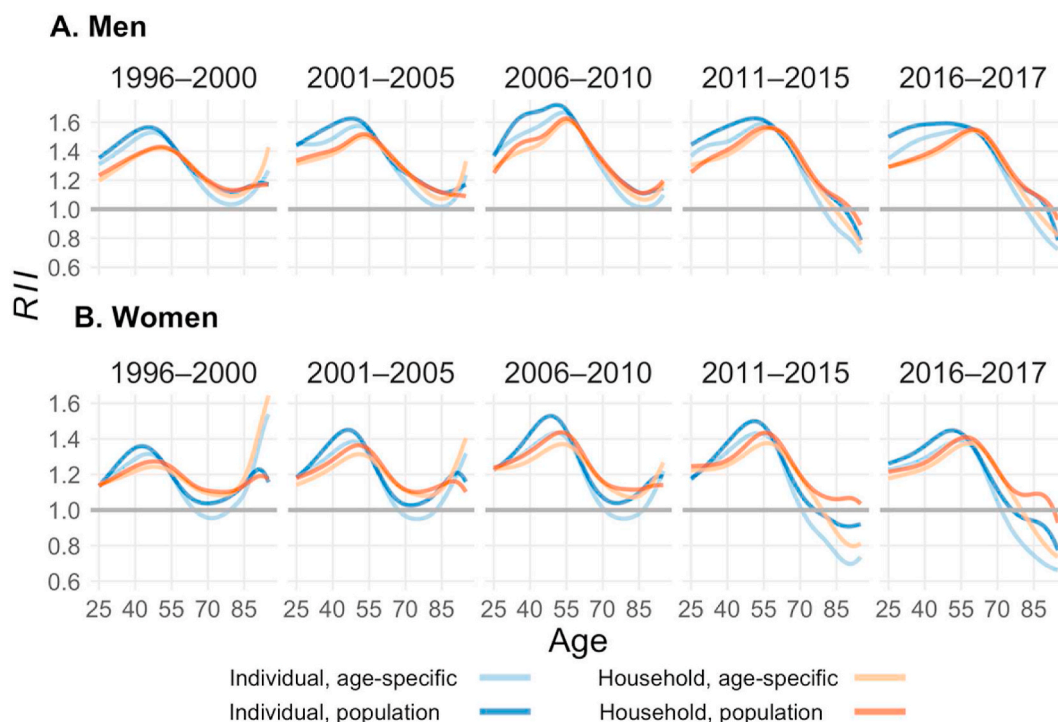 A. Men
1996–2000 2001–2005 2006–2010 2011–2015 2016–2017
1.6
1.4
1.2
1.0
0.8
0.6
RII
B. Women
1996–2000 2001–2005 2006–2010 2011–2015 2016–2017
1.6
1.4
1.2
1.0
0.8
0.6
25 40 55 70 85 25 40 55 70 85 25 40 55 70 85 25 40 55 70 85 25 40 55 70 85
Age
Individual, age-specific Household, age-specific
Individual, population Household, population